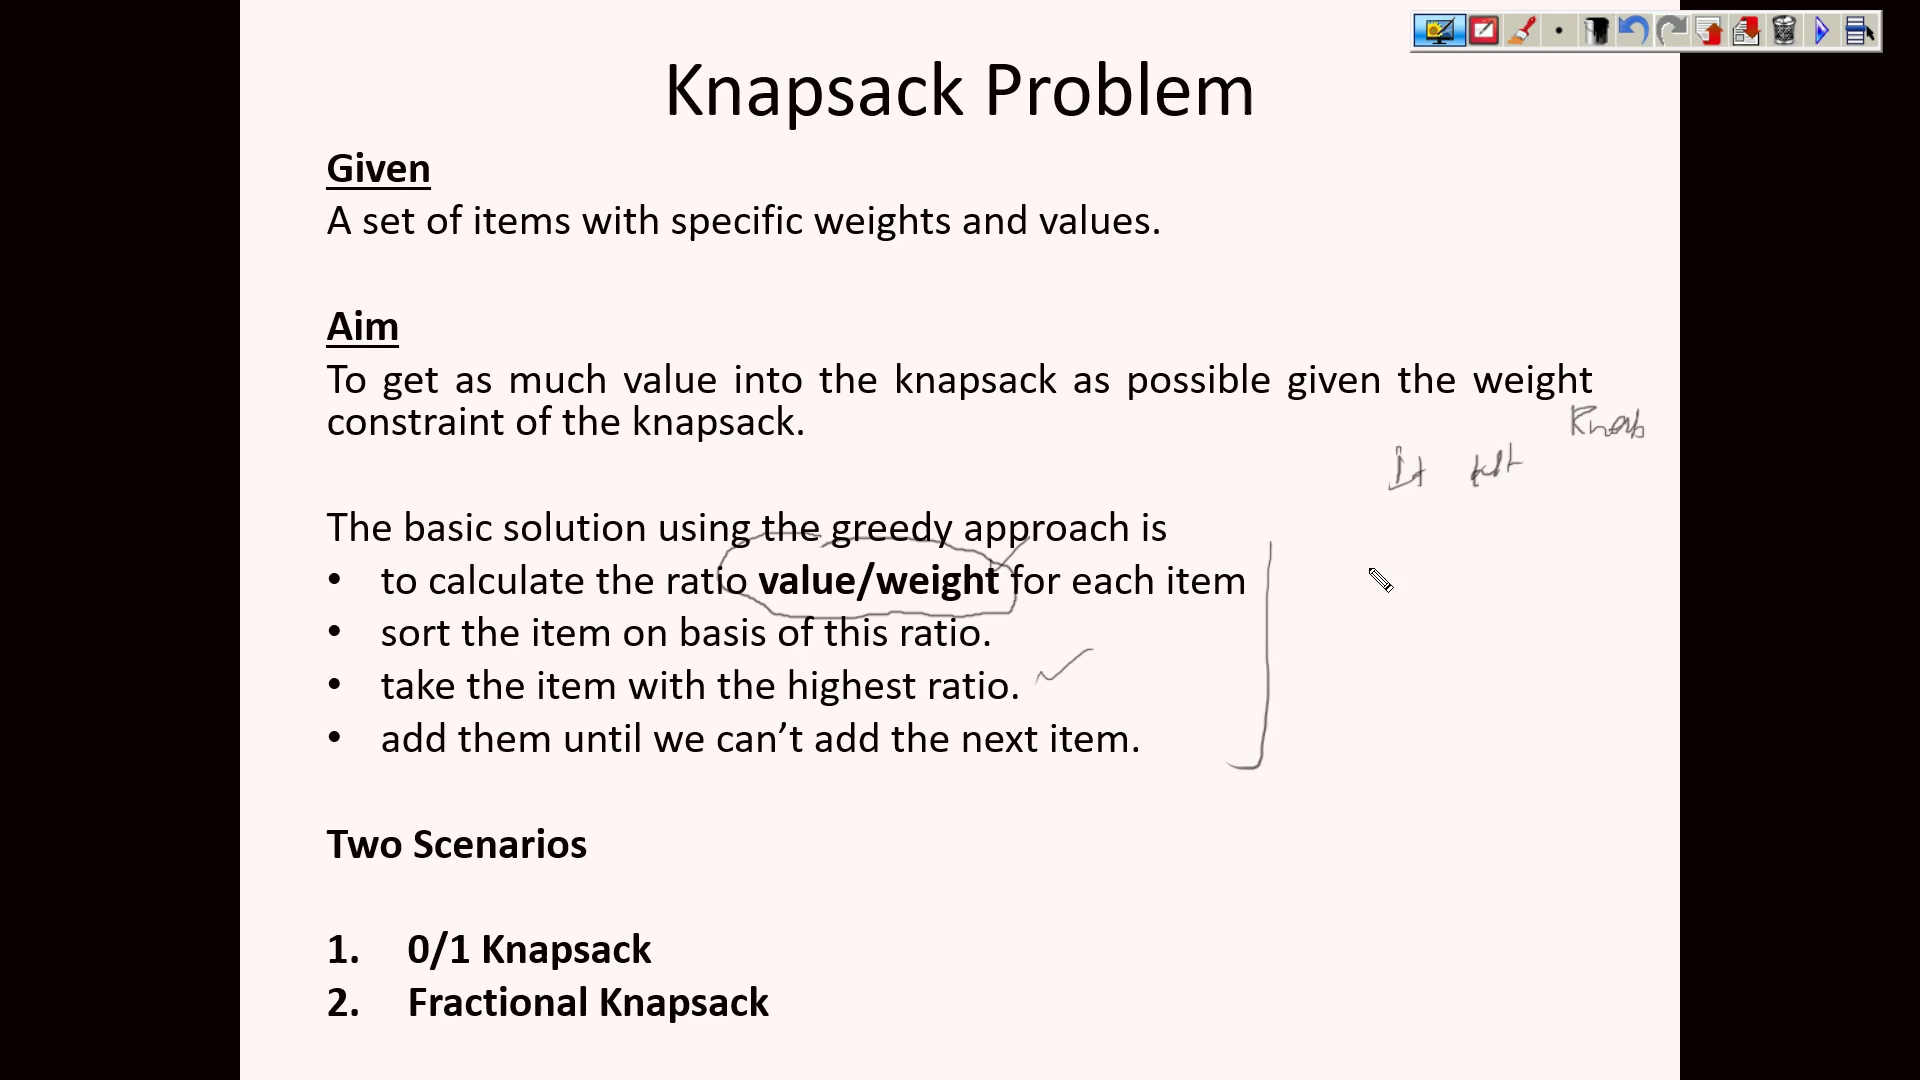 Knapsack Problem
Given
A set of items with specific weights and values.
Aim
To get as much value into the knapsack as possible given the weight
constraint of the knapsack.
The basic solution using the greedy approach is
• to calculate the ratio value/weight for each item
• sort the item on basis of this ratio.
• take the item with the highest ratio.
• add them until we can’t add the next item.
Two Scenarios
1. 0/1 Knapsack
2. Fractional Knapsack